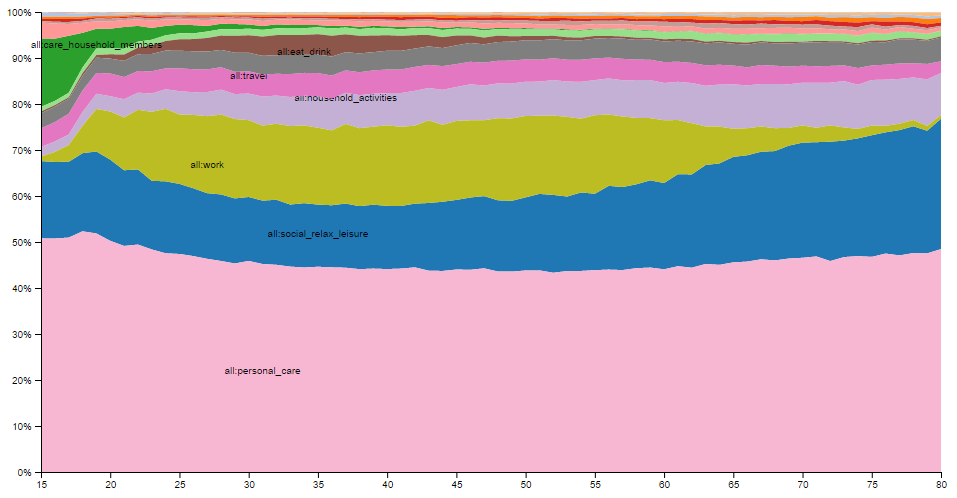 100%
90%
80%
70%
60%
50%
40%
30%
20%
10%
0%
all:care_household_members
all:eat_drink
all:travel
all:household_activities
all:work
all:social_relax_leisure
all:personal_care
15 20 25 30 35 40 45 50 55 60 65 70 75 80